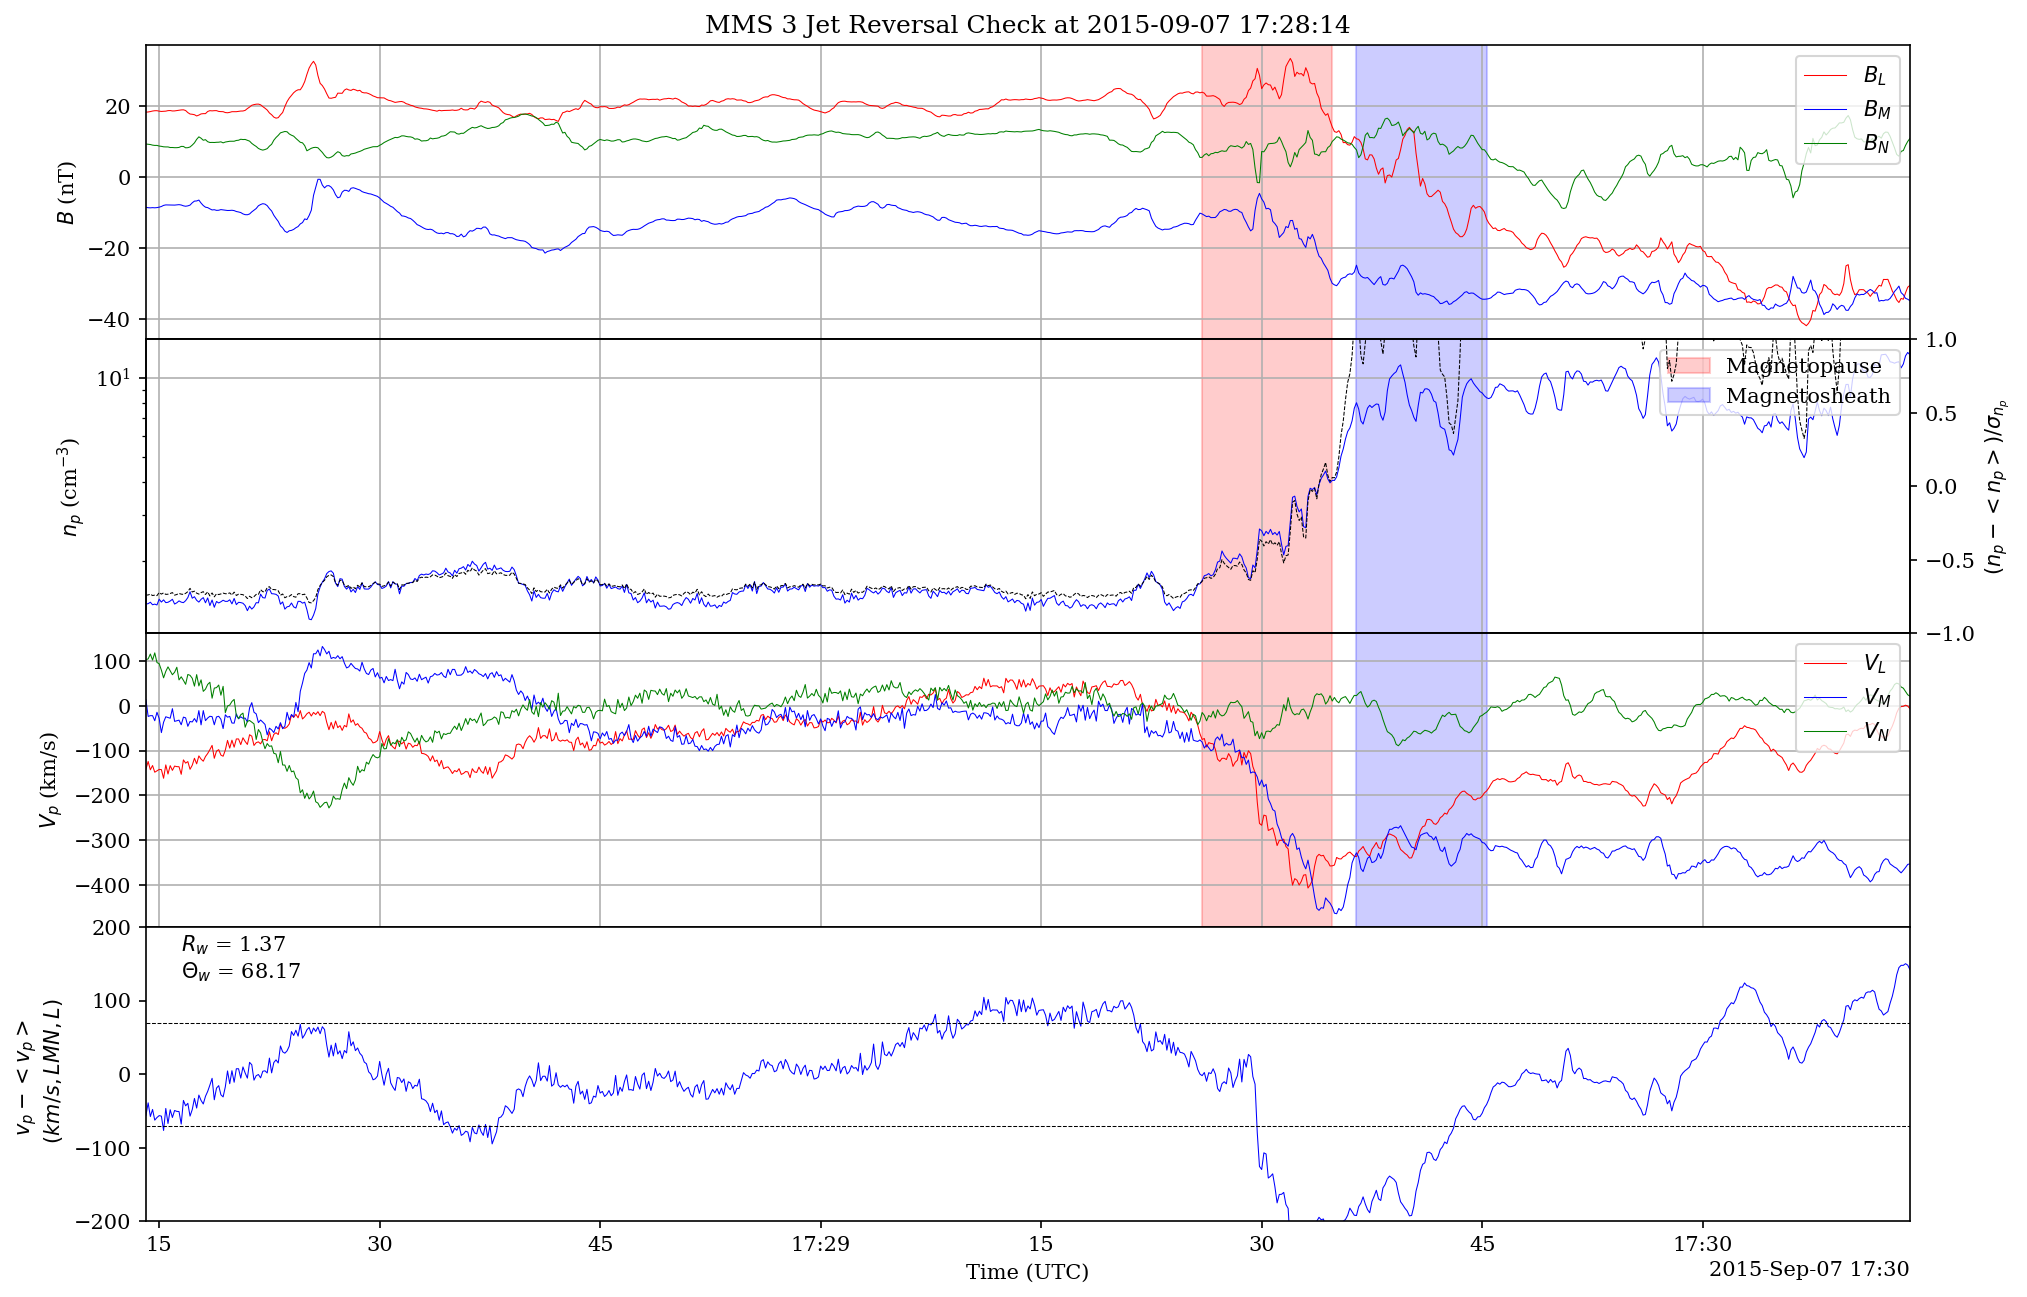 MMS 3 Jet Reversal Check at 2015-09-07 17:28:14
B (nT)
20
0
−20
−40
B_L
B_M
B_N
n_p (cm^{−3})
10^1
Magnetopause
Magnetosheath
1.0
0.5
0.0
−0.5
−1.0
(n_p − < n_p >)/σ_{n_p}
V_p (km/s)
100
0
−100
−200
−300
−400
V_L
V_M
V_N
v_p − < v_p >
(km/s, LMN, L)
200
100
0
−100
−200
R_w = 1.37
Θ_w = 68.17
15 30 45 17:29 15 30 45 17:30
Time (UTC)
2015-Sep-07 17:30